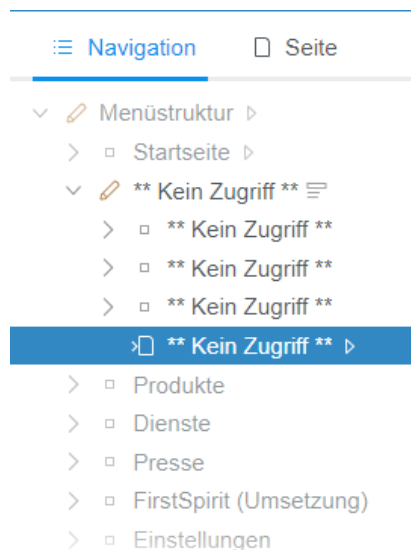 Navigation Seite
Menüstruktur
Startseite
** Kein Zugriff **
** Kein Zugriff **
** Kein Zugriff **
** Kein Zugriff **
** Kein Zugriff **
Produkte
Dienste
Presse
FirstSpirit (Umsetzung)
Einstellungen